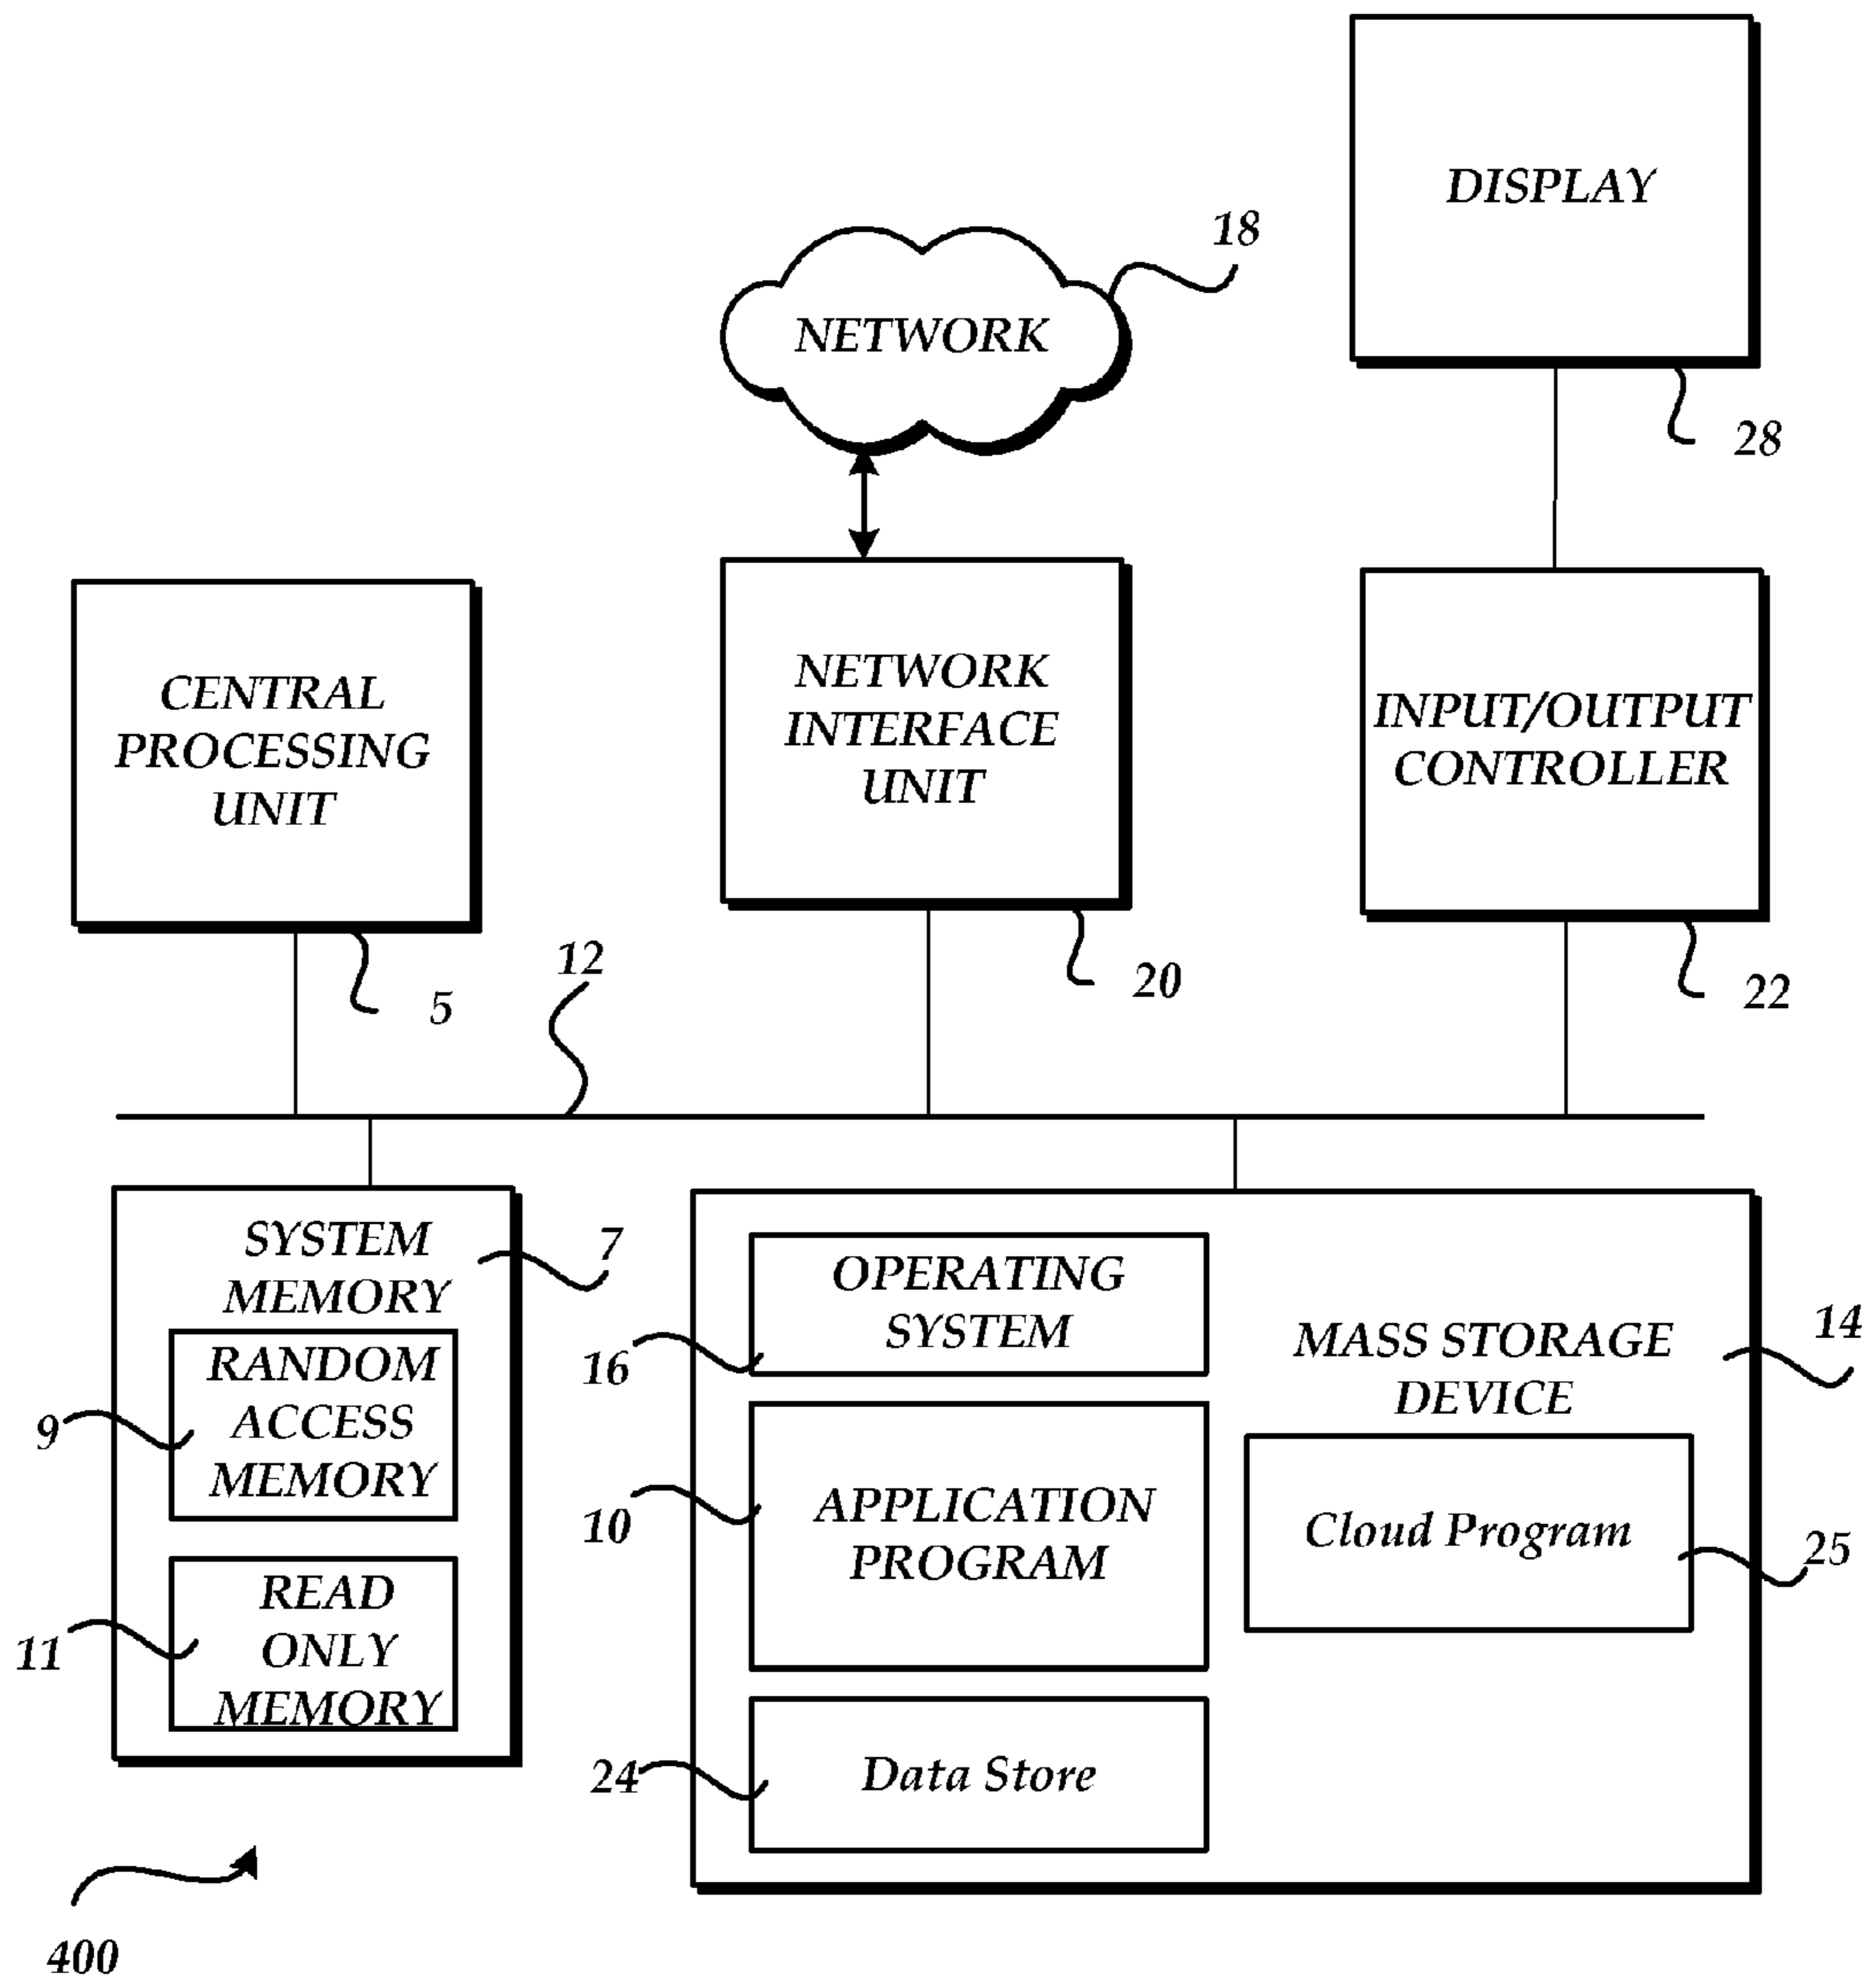 DISPLAY
28
18
NETWORK
CENTRAL
PROCESSING
UNIT
5
NETWORK
INTERFACE
UNIT
20
INPUT/OUTPUT
CONTROLLER
22
12
SYSTEM
MEMORY
7
RANDOM
ACCESS
MEMORY
9
READ
ONLY
MEMORY
11
OPERATING
SYSTEM
16
MASS STORAGE
DEVICE
14
APPLICATION
PROGRAM
10
Cloud Program
25
Data Store
24
400